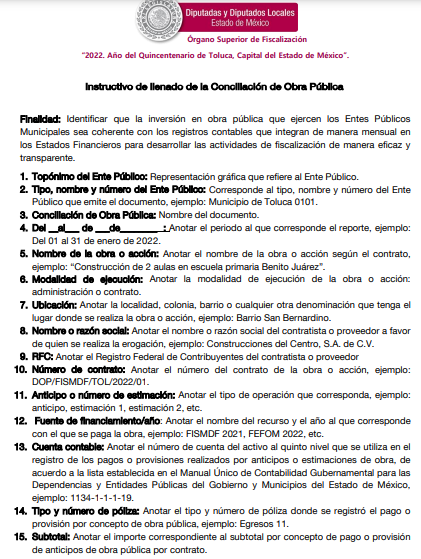 Diputadas y Diputados Locales
Estado de México
Órgano Superior de Fiscalización
"2022. Año del Quincentenario de Toluca, Capital del Estado de México".
Instructivo de llenado de la Conciliación de Obra Pública
Finalidad: Identificar que la inversión en obra pública que ejercen los Entes Públicos
Municipales sea coherente con los registros contables que integran de manera mensual en
los Estados Financieros para desarrollar las actividades de fiscalización de manera eficaz y
transparente.
1. Topónimo del Ente Público: Representación gráfica que refiere al Ente Público.
2. Tipo, nombre y número del Ente Público: Corresponde al tipo, nombre y número del Ente
Público que emite el documento, ejemplo: Municipio de Toluca 0101.
3. Conciliación de Obra Pública: Nombre del documento.
4. Del __al__ de ___de_______: Anotar el periodo al que corresponde el reporte, ejemplo:
Del 01 al 31 de enero de 2022.
5. Nombre de la obra o acción: Anotar el nombre de la obra o acción según el contrato,
ejemplo: "Construcción de 2 aulas en escuela primaria Benito Juárez".
6. Modalidad de ejecución: Anotar la modalidad de ejecución de la obra o acción:
administración o contrato.
7. Ubicación: Anotar la localidad, colonia, barrio o cualquier otra denominación que tenga el
lugar donde se realiza la obra o acción, ejemplo: Barrio San Bernardino.
8. Nombre o razón social: Anotar el nombre o razón social del contratista o proveedor a favor
de quien se realiza la erogación, ejemplo: Construcciones del Centro, S.A. de C.V.
9. RFC: Anotar el Registro Federal de Contribuyentes del contratista o proveedor
10. Número de contrato: Anotar el número del contrato de la obra o acción, ejemplo:
DOP/FISMDF/TOL/2022/01.
11. Anticipo o número de estimación: Anotar el tipo de operación que corresponda, ejemplo:
anticipo, estimación 1, estimación 2, etc.
12. Fuente de financiamiento/año: Anotar el nombre del recurso y el año al que corresponde
con el que se paga la obra, ejemplo: FISMDF 2021, FEFOM 2022, etc.
13. Cuenta contable: Anotar el número de cuenta del activo al quinto nivel que se utiliza en el
registro de los pagos o provisiones realizados por anticipos o estimaciones de obra, de
acuerdo a la lista establecida en el Manual Único de Contabilidad Gubernamental para las
Dependencias y Entidades Públicas del Gobierno y Municipios del Estado de México,
ejemplo: 1134-1-1-1-19.
14. Tipo y número de póliza: Anotar el tipo y número de póliza donde se registró el pago o
provisión por concepto de obra pública, ejemplo: Egresos 11.
15. Subtotal: Anotar el importe correspondiente al subtotal por concepto de pago o provisión
de anticipos de obra pública por contrato.